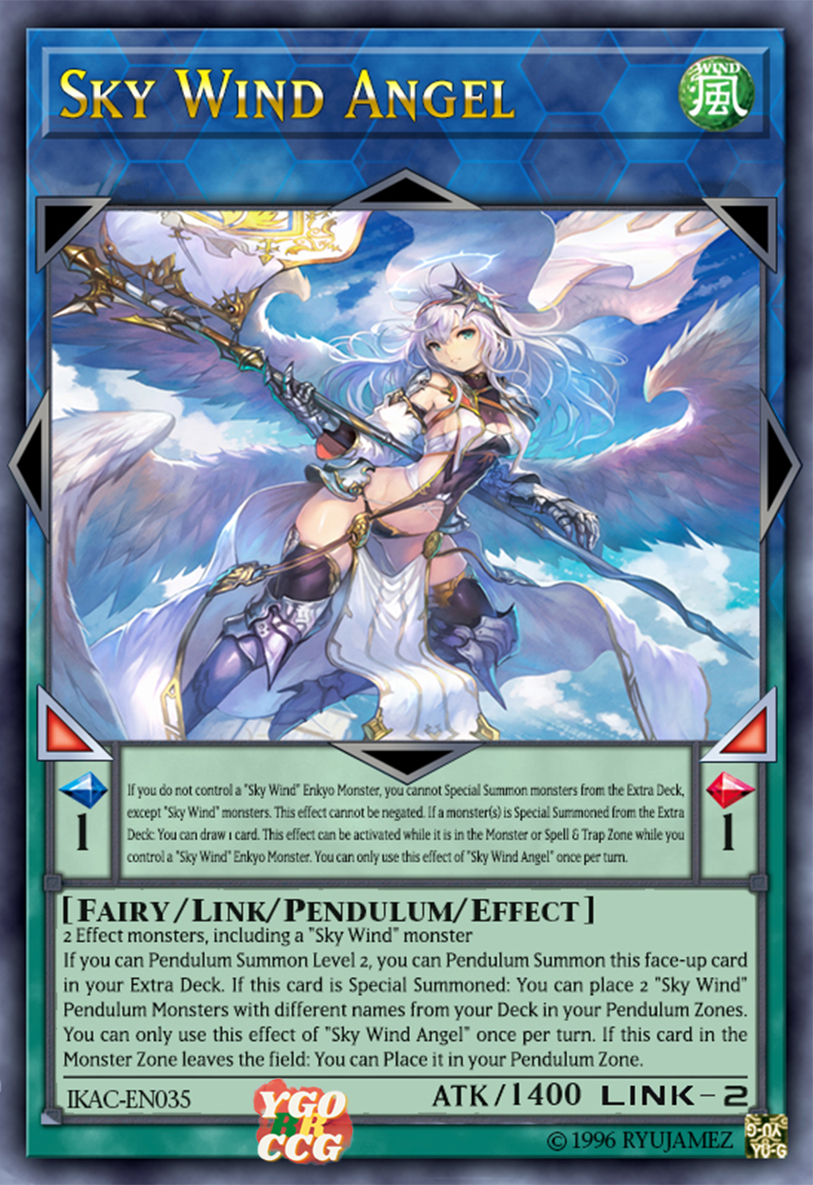 SKY WIND ANGEL
WIND
風
If you do not control a "Sky Wind" Enkyo Monster, you cannot Special Summon monsters from the Extra Deck,
except "Sky Wind" monsters. This effect cannot be negated. If a monster(s) is Special Summoned from the Extra
Deck: You can draw 1 card. This effect can be activated while it is in the Monster or Spell & Trap Zone while you
control a "Sky Wind" Enkyo Monster. You can only use this effect of "Sky Wind Angel" once per turn.
1
1
[FAIRY/LINK/PENDULUM/EFFECT]
2 Effect monsters, including a "Sky Wind" monster
If you can Pendulum Summon Level 2, you can Pendulum Summon this face-up card
in your Extra Deck. If this card is Special Summoned: You can place 2 "Sky Wind"
Pendulum Monsters with different names from your Deck in your Pendulum Zones.
You can only use this effect of "Sky Wind Angel" once per turn. If this card in the
Monster Zone leaves the field: You can Place it in your Pendulum Zone.
IKAC-EN035
ATK/1400 LINK-2
YGO
RR
CCG
© 1996 RYUJAMEZ
YU-G